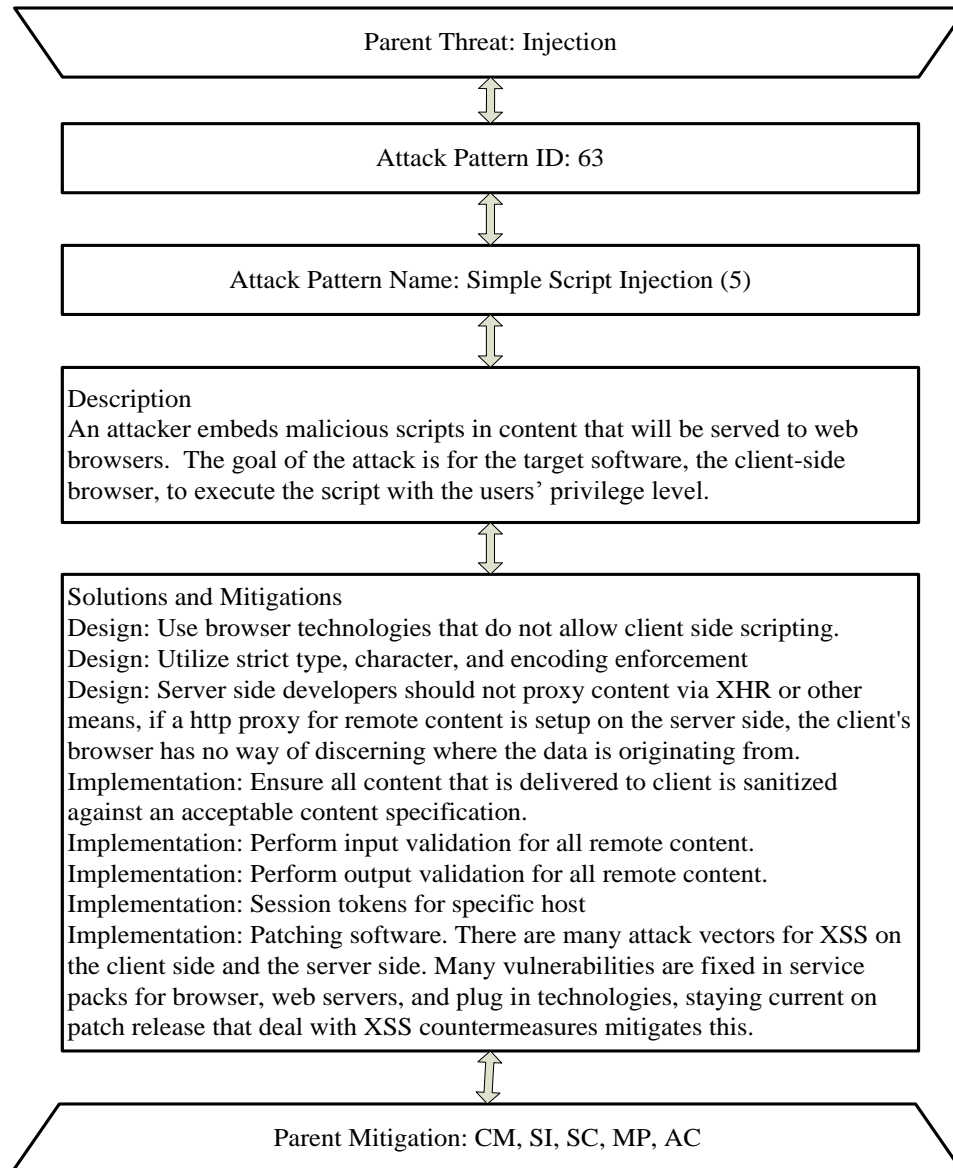 Parent Threat: Injection
Attack Pattern ID: 63
Attack Pattern Name: Simple Script Injection (5)
Description
An attacker embeds malicious scripts in content that will be served to web
browsers.  The goal of the attack is for the target software, the client-side
browser, to execute the script with the users’ privilege level.
Solutions and Mitigations
Design: Use browser technologies that do not allow client side scripting.
Design: Utilize strict type, character, and encoding enforcement
Design: Server side developers should not proxy content via XHR or other
means, if a http proxy for remote content is setup on the server side, the client's
browser has no way of discerning where the data is originating from.
Implementation: Ensure all content that is delivered to client is sanitized
against an acceptable content specification.
Implementation: Perform input validation for all remote content.
Implementation: Perform output validation for all remote content.
Implementation: Session tokens for specific host
Implementation: Patching software. There are many attack vectors for XSS on
the client side and the server side. Many vulnerabilities are fixed in service
packs for browser, web servers, and plug in technologies, staying current on
patch release that deal with XSS countermeasures mitigates this.
Parent Mitigation: CM, SI, SC, MP, AC